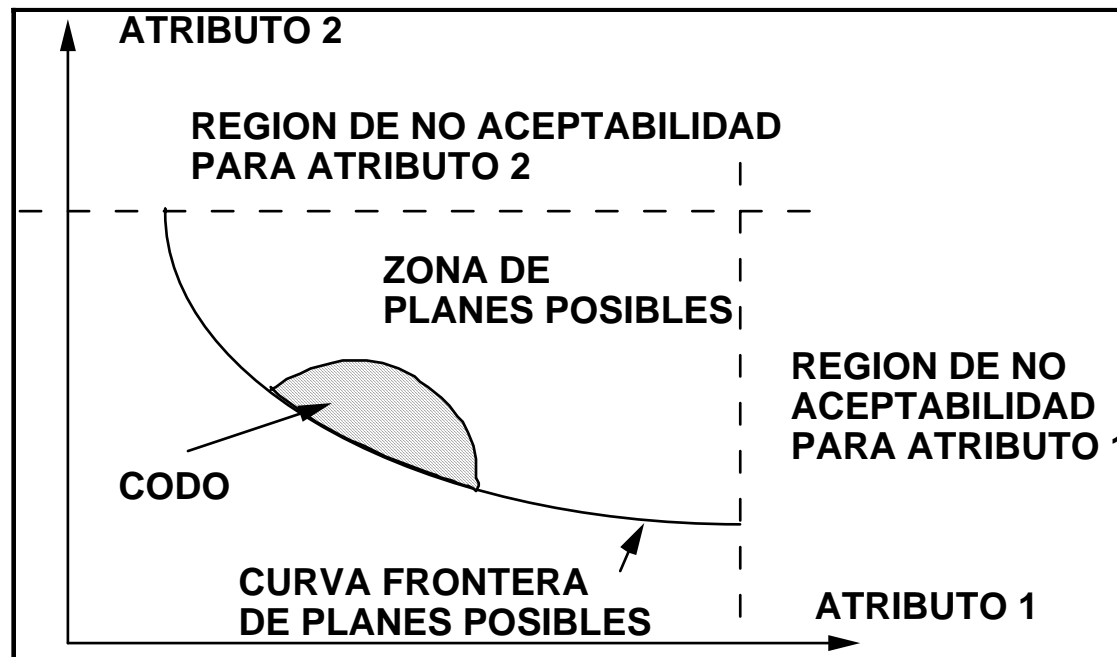 ATRIBUTO 2
REGION DE NO ACEPTABILIDAD
PARA ATRIBUTO 2
ZONA DE
PLANES POSIBLES
REGION DE NO
ACEPTABILIDAD
PARA ATRIBUTO 1
CODO
CURVA FRONTERA
DE PLANES POSIBLES
ATRIBUTO 1